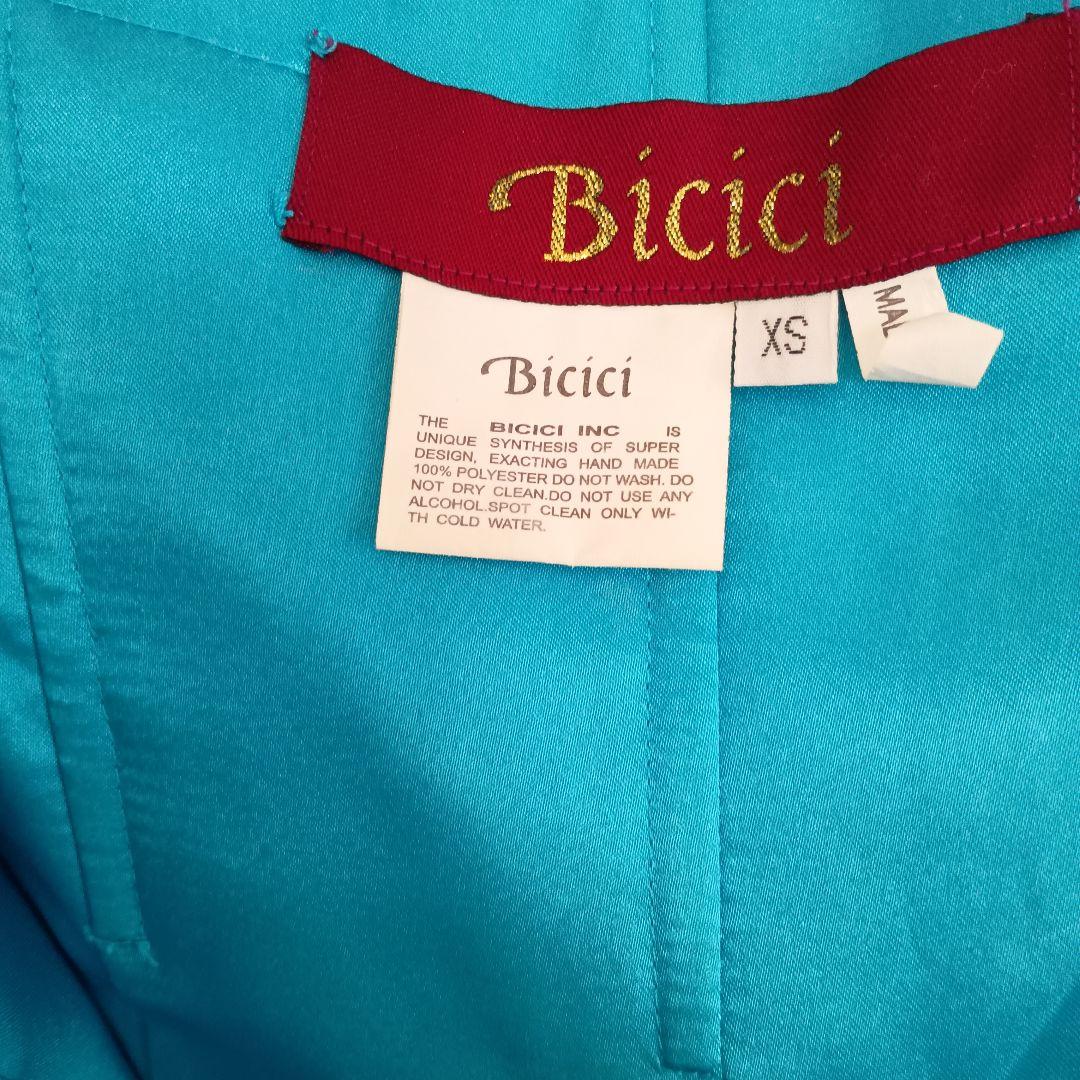 Bicici
XS
Bicici
THE BICICI INC IS
UNIQUE SYNTHESIS OF SUPER
DESIGN, EXACTING HAND MADE
100% POLYESTER DO NOT WASH. DO
NOT DRY CLEAN.DO NOT USE ANY
ALCOHOL.SPOT CLEAN ONLY WI-
TH COLD WATER.